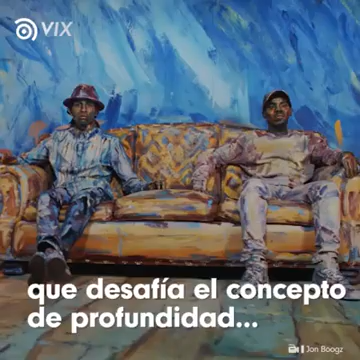 VIX
que desafía el concepto
de profundidad...
Jon Boogz